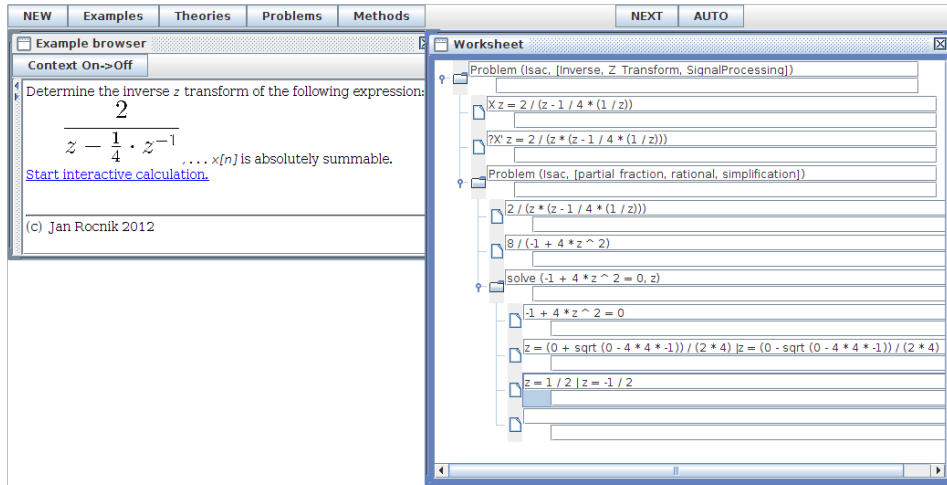 NEW Examples Theories Problems Methods NEXT AUTO
Example browser
Context On->Off
Determine the inverse z transform of the following expression:
2
z − 1/4 · z^−1 , . . . x[n] is absolutely summable.
Start interactive calculation.
(c) Jan Rocnik 2012
Worksheet
Problem (Isac, [Inverse, Z_Transform, SignalProcessing])
X z = 2 / (z - 1 / 4 * (1 / z))
?X' z = 2 / (z * (z - 1 / 4 * (1 / z)))
Problem (Isac, [partial_fraction, rational, simplification])
2 / (z * (z - 1 / 4 * (1 / z)))
8 / (-1 + 4 * z ^ 2)
solve (-1 + 4 * z ^ 2 = 0, z)
-1 + 4 * z ^ 2 = 0
z = (0 + sqrt (0 - 4 * 4 * -1)) / (2 * 4) |z = (0 - sqrt (0 - 4 * 4 * -1)) / (2 * 4)
z = 1 / 2 | z = -1 / 2